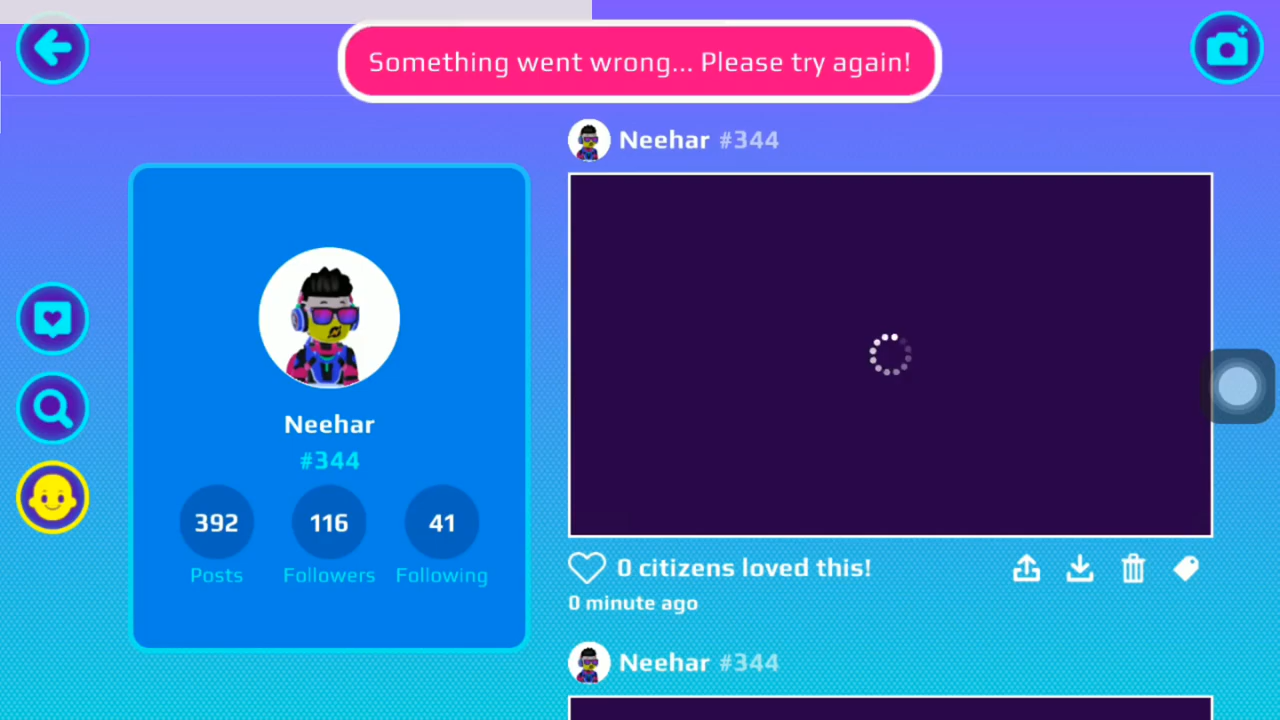 Something went wrong... Please try again!
Neehar #344
Neehar
#344
392
116
41
Posts
Followers
Following
0 citizens loved this!
0 minute ago
Neehar #344